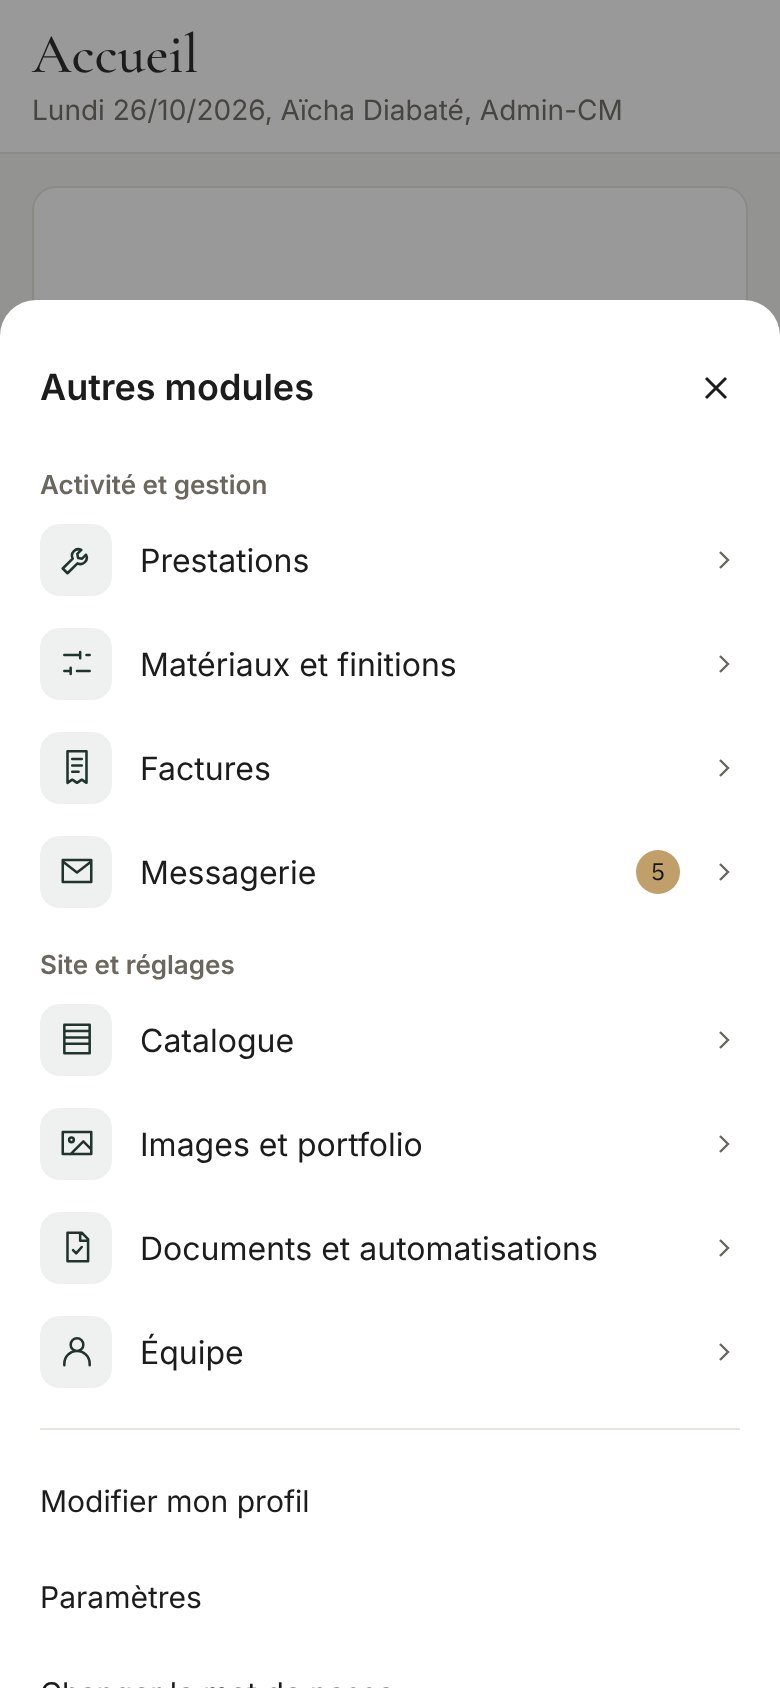 Accueil
Lundi 26/10/2026, Aïcha Diabaté, Admin-CM
Autres modules
Activité et gestion
Prestations
Matériaux et finitions
Factures
Messagerie
5
Site et réglages
Catalogue
Images et portfolio
Documents et automatisations
Équipe
Modifier mon profil
Paramètres